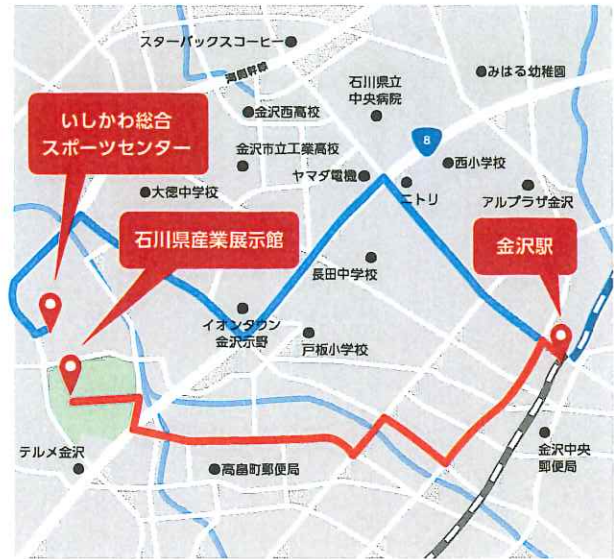 スターバックスコーヒー
海側幹線
みはる幼稚園
石川県立
中央病院
いしかわ総合
スポーツセンター
金沢西高校
8
金沢市立工業高校
西小学校
ヤマダ電機
大徳中学校
ニトリ
アルプラザ金沢
石川県産業展示館
金沢駅
長田中学校
イオンタウン
金沢示野
戸板小学校
テルメ金沢
高畠町郵便局
金沢中央
郵便局